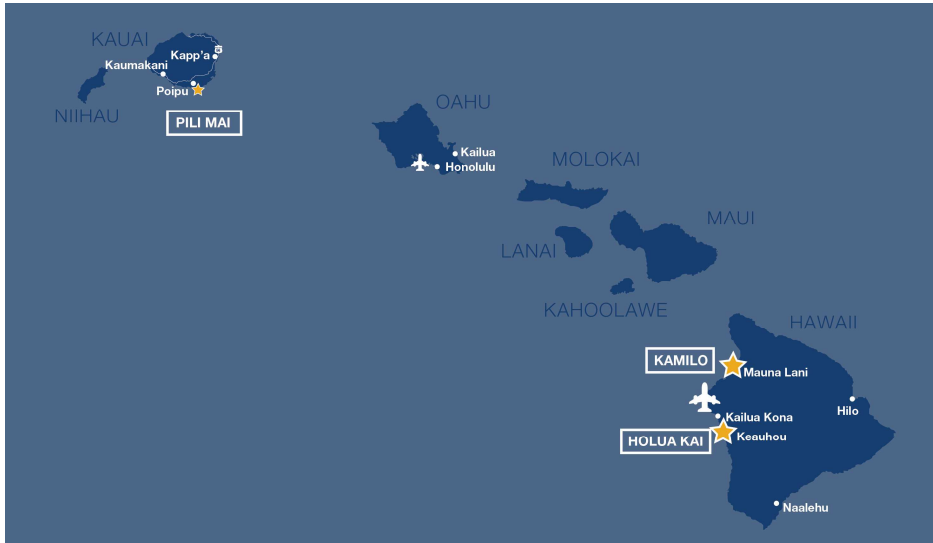 KAUAI
Kapp'a
Kaumakani
Poipu
NIIHAU
PILI MAI
OAHU
Kailua
Honolulu
MOLOKAI
MAUI
LANAI
KAHOOLAWE
HAWAII
KAMILO
Mauna Lani
Hilo
Kailua Kona
HOLUA KAI
Keauhou
Naalehu